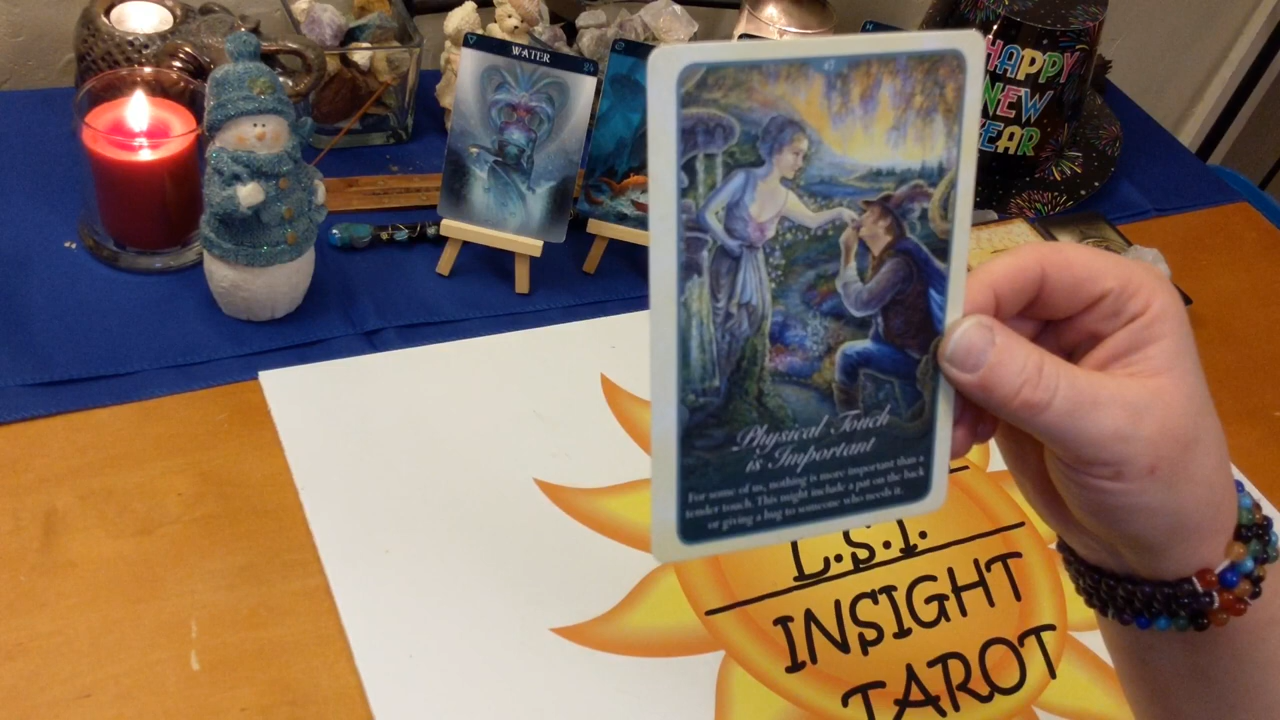 WATER
24
47
HAPPY
NEW
YEAR
Physical Touch
is Important
For some of us, nothing is more important than a
tender touch. This might include a pat on the back
or giving a hug to someone who needs it.
L.S.I.
INSIGHT
TAROT